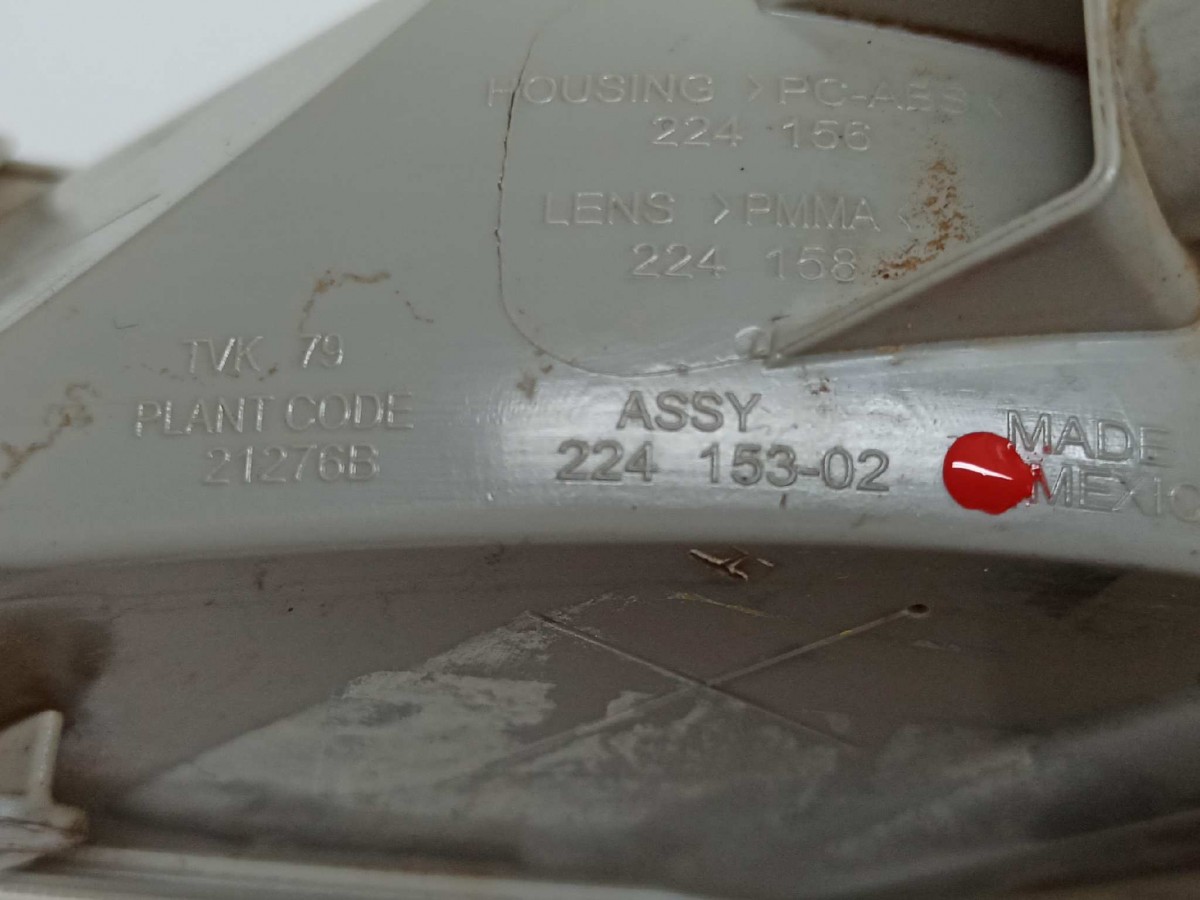 HOUSING >PC-ABS<
224 156
LENS >PMMA<
224 158
TVK 79
PLANT CODE
21276B
ASSY
224 153-02
MADE
MEXIC